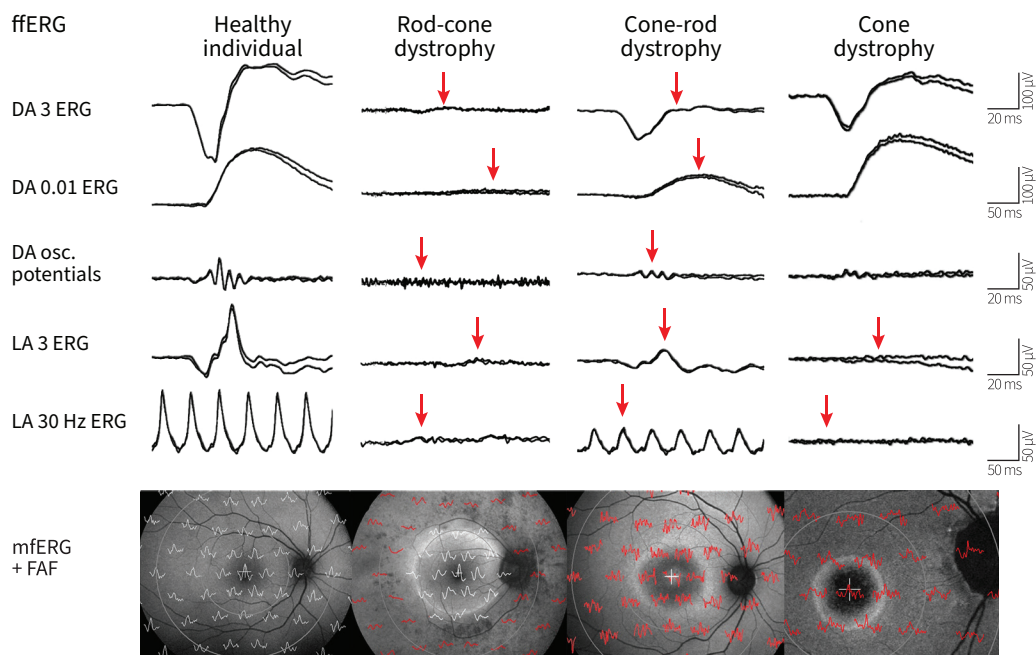 ffERG
Healthy
individual
Rod-cone
dystrophy
Cone-rod
dystrophy
Cone
dystrophy
DA 3 ERG
100 µV
20 ms
DA 0.01 ERG
100 µV
50 ms
DA osc.
potentials
50 µV
20 ms
LA 3 ERG
50 µV
20 ms
LA 30 Hz ERG
50 µV
50 ms
mfERG
+ FAF